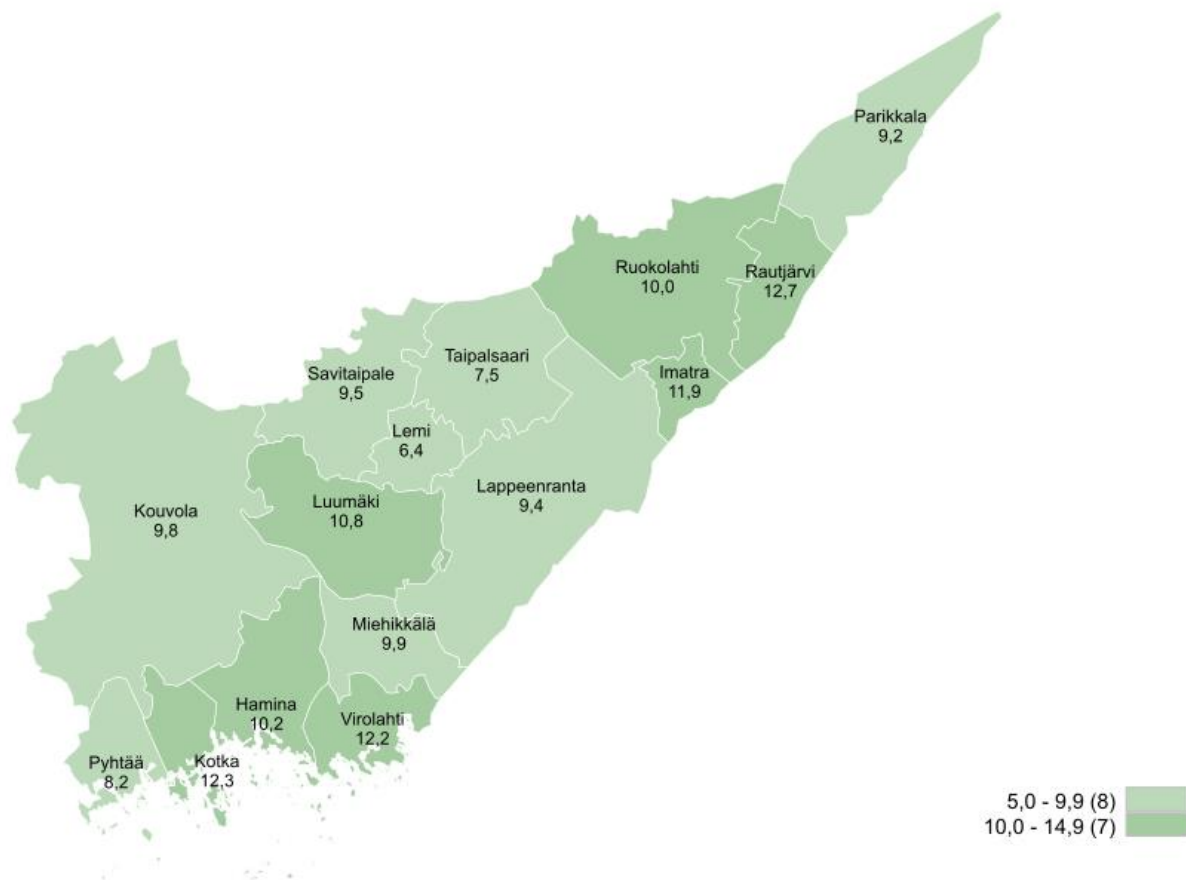 Parikkala
9,2
Ruokolahti
10,0
Rautjärvi
12,7
Taipalsaari
7,5
Imatra
11,9
Savitaipale
9,5
Lemi
6,4
Lappeenranta
9,4
Luumäki
10,8
Kouvola
9,8
Miehikkälä
9,9
Hamina
10,2
Virolahti
12,2
Pyhtää
8,2
Kotka
12,3
5,0 - 9,9 (8)
10,0 - 14,9 (7)